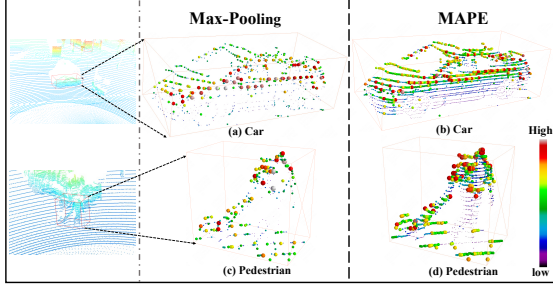 Max-Pooling
MAPE
(a) Car
(b) Car
High
(c) Pedestrian
(d) Pedestrian
low